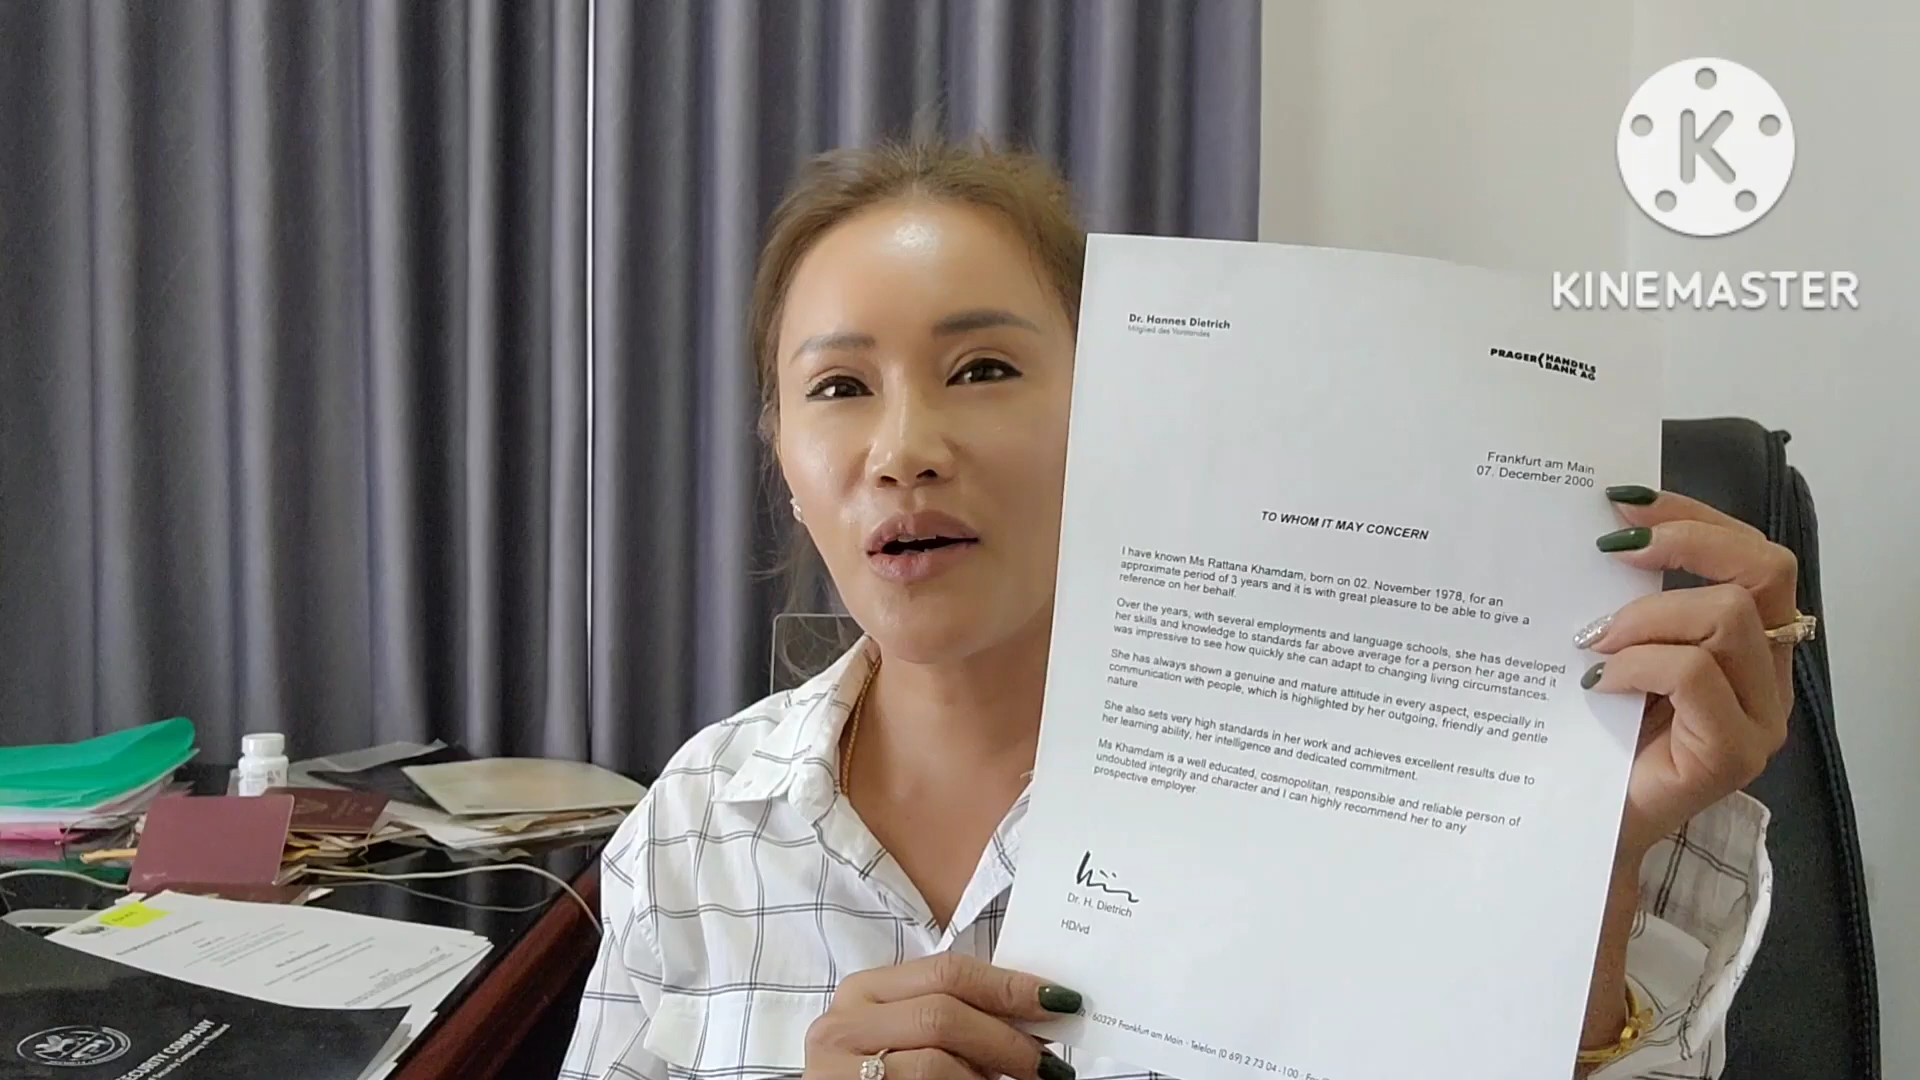 KINEMASTER
Dr. Hannes Dietrich
Mitglied des Vorstandes
PRAGER HANDELS
BANK AG
Frankfurt am Main
07. December 2000
TO WHOM IT MAY CONCERN
I have known Ms Rattana Khamdam, born on 02. November 1978, for an
approximate period of 3 years and it is with great pleasure to be able to give a
reference on her behalf.
Over the years, with several employments and language schools, she has developed
her skills and knowledge to standards far above average for a person her age and it
was impressive to see how quickly she can adapt to changing living circumstances.
She has always shown a genuine and mature attitude in every aspect, especially in
communication with people, which is highlighted by her outgoing, friendly and gentle
nature
She also sets very high standards in her work and achieves excellent results due to
her learning ability, her intelligence and dedicated commitment.
Ms Khamdam is a well educated, cosmopolitan, responsible and reliable person of
undoubted integrity and character and I can highly recommend her to any
prospective employer
Dr. H. Dietrich
HD/vd
60329 Frankfurt am Main - Telefon (0 69) 2 73 04-100
SECURITY COMPANY